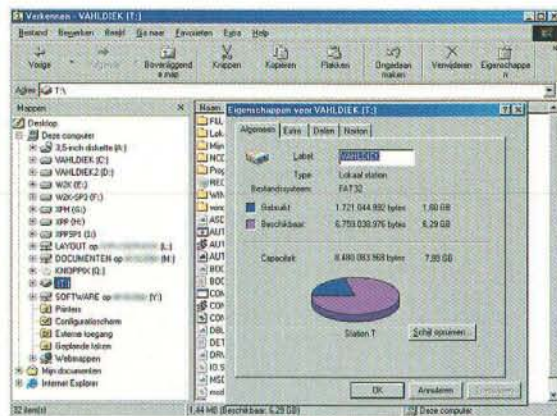 Verkennen - VAHLDIEK (T:)
Bestand Bewerken Beeld Ga naar Favorieten Extra Help
Vorige
Bovenliggende map
Knippen
Kopiëren
Plakken
Ongedaan maken
Verwijderen
Eigenschappen
Adres T:\
Mappen
Desktop
Deze computer
3,5-inch diskette (A:)
VAHLDIEK (C:)
VAHLDIEK2 (D:)
W2K (E:)
W2K-SP3 (F:)
XPH (G:)
XPP (H:)
XPPSP1 (I:)
LAYOUT op (L:)
DOCUMENTEN op
KNOPPIX (Q:)
(T:)
SOFTWARE op (Y:)
Printers
Configuratiescherm
Externe toegang
Geplande taken
Webmappen
Mijn documenten
Internet Explorer
Naam
Eigenschappen voor VAHLDIEK (T:)
Algemeen Extra Delen Norton
Label: VAHLDIEK
Type: Lokaal station
Bestandssysteem: FAT32
Gebruikt: 1.721.044.992 bytes 1,60 GB
Beschikbaar: 6.759.038.976 bytes 6,29 GB
Capaciteit: 8.480.083.968 bytes 7,89 GB
Station T
Schijf opruimen...
OK
Annuleren
32 item(s)
1,44 MB (Beschikbaar: 6,29 GB)
Deze computer